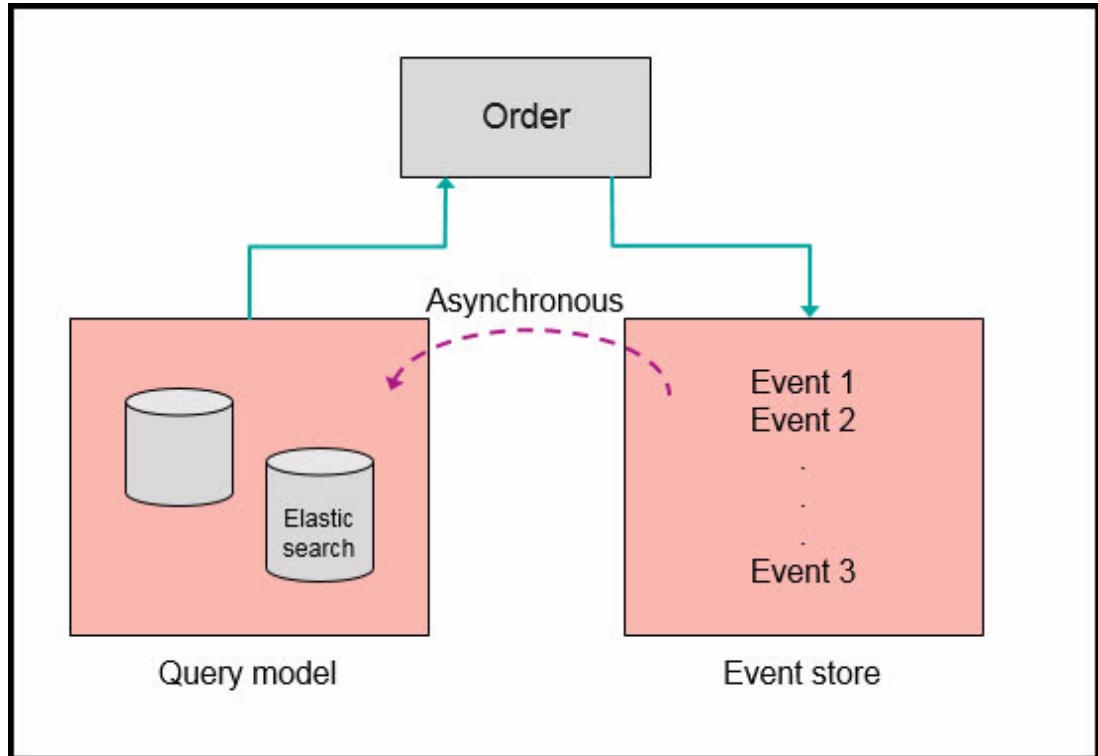 Order
Asynchronous
Elastic
search
Query model
Event 1
Event 2
.
.
.
Event 3
Event store